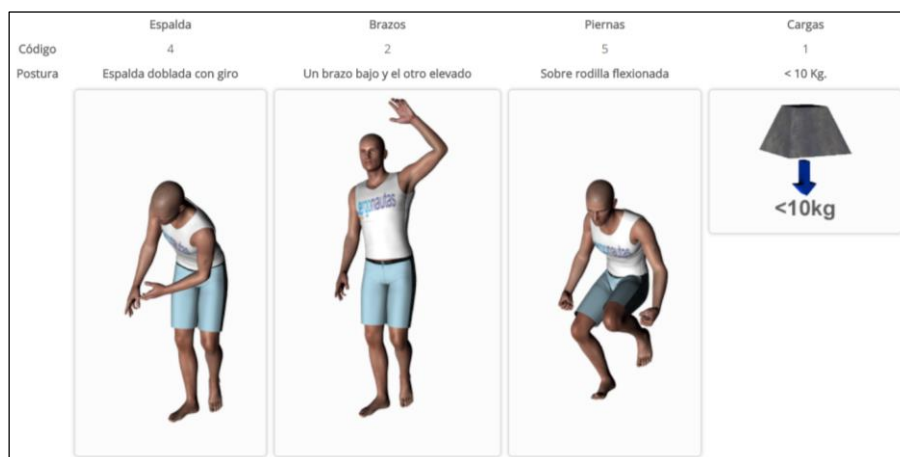 Espalda Brazos Piernas Cargas
Código 4 2 5 1
Postura Espalda doblada con giro Un brazo bajo y el otro elevado Sobre rodilla flexionada < 10 Kg.
ergonautas
<10kg